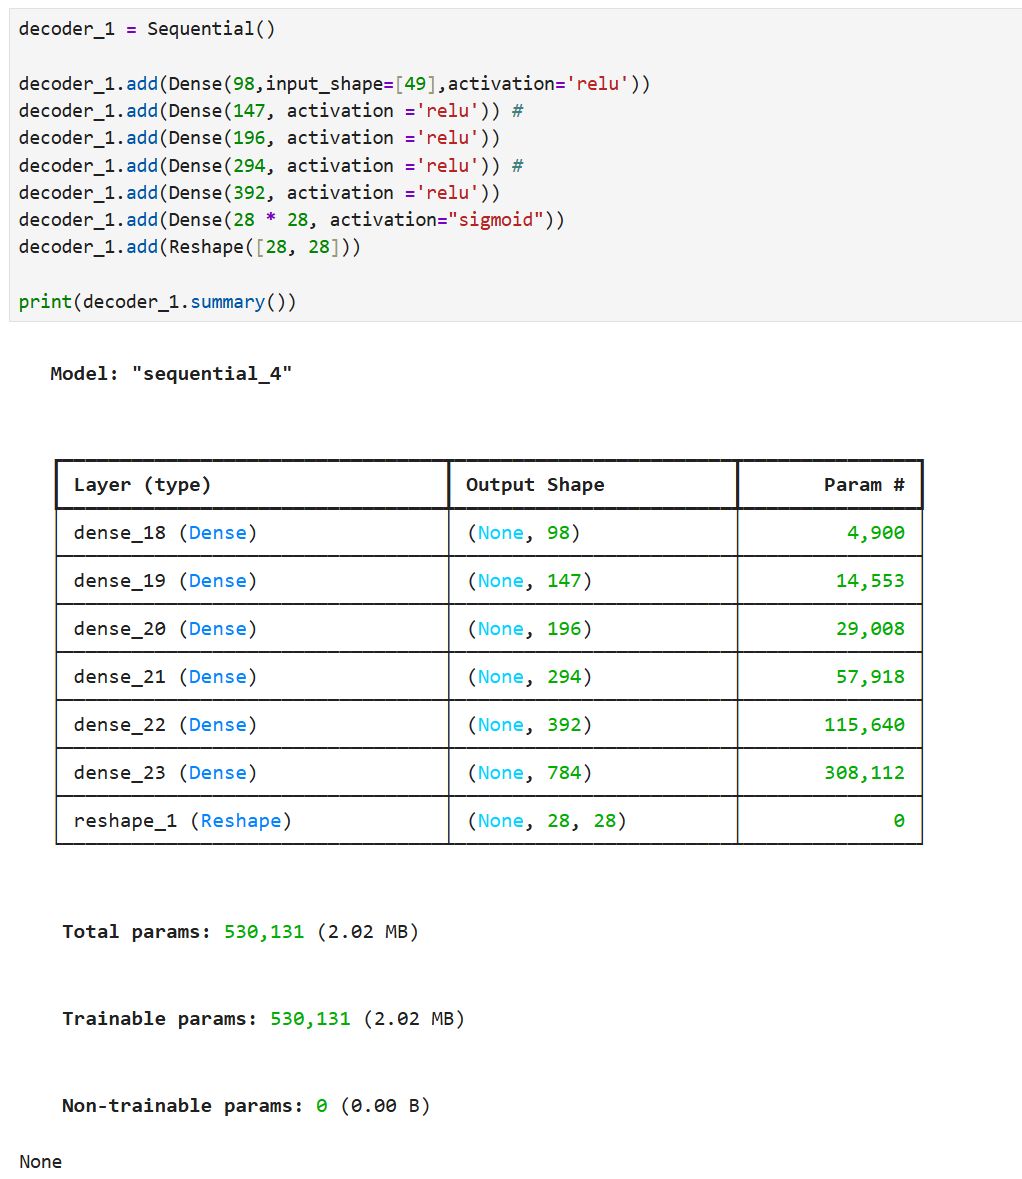 decoder_1 = Sequential()
decoder_1.add(Dense(98,input_shape=[49],activation='relu'))
decoder_1.add(Dense(147, activation ='relu')) #
decoder_1.add(Dense(196, activation ='relu'))
decoder_1.add(Dense(294, activation ='relu')) #
decoder_1.add(Dense(392, activation ='relu'))
decoder_1.add(Dense(28 * 28, activation="sigmoid"))
decoder_1.add(Reshape([28, 28]))
print(decoder_1.summary())
Model: "sequential_4"
Layer (type) Output Shape Param #
dense_18 (Dense) (None, 98) 4,900
dense_19 (Dense) (None, 147) 14,553
dense_20 (Dense) (None, 196) 29,008
dense_21 (Dense) (None, 294) 57,918
dense_22 (Dense) (None, 392) 115,640
dense_23 (Dense) (None, 784) 308,112
reshape_1 (Reshape) (None, 28, 28) 0
Total params: 530,131 (2.02 MB)
Trainable params: 530,131 (2.02 MB)
Non-trainable params: 0 (0.00 B)
None